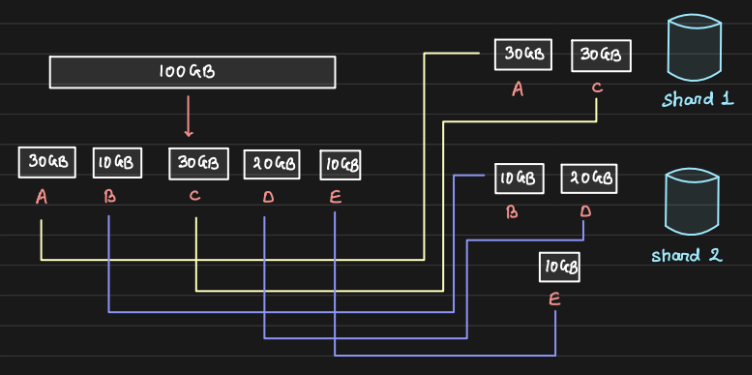 100GB
30GB 10GB 30GB 20GB 10GB
A B C D E
30GB 30GB
A C
shard 1
10GB 20GB
B D
shard 2
10GB
E